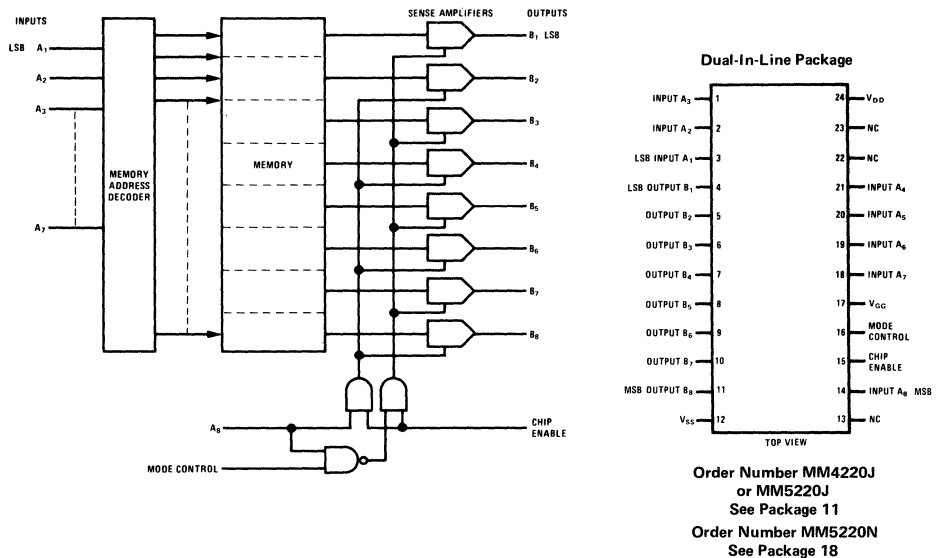 INPUTS
SENSE AMPLIFIERS
OUTPUTS
LSB A1
A2
A3
A7
MEMORY
ADDRESS
DECODER
MEMORY
B1 LSB
B2
B3
B4
B5
B6
B7
B8
A8
CHIP
ENABLE
MODE CONTROL
Dual-In-Line Package
INPUT A3 1
INPUT A2 2
LSB INPUT A1 3
LSB OUTPUT B1 4
OUTPUT B2 5
OUTPUT B3 6
OUTPUT B4 7
OUTPUT B5 8
OUTPUT B6 9
OUTPUT B7 10
MSB OUTPUT B8 11
VSS 12
24 VDD
23 NC
22 NC
21 INPUT A4
20 INPUT A5
19 INPUT A6
18 INPUT A7
17 VGG
16 MODE
CONTROL
15 CHIP
ENABLE
14 INPUT A8 MSB
13 NC
TOP VIEW
Order Number MM4220J
or MM5220J
See Package 11
Order Number MM5220N
See Package 18